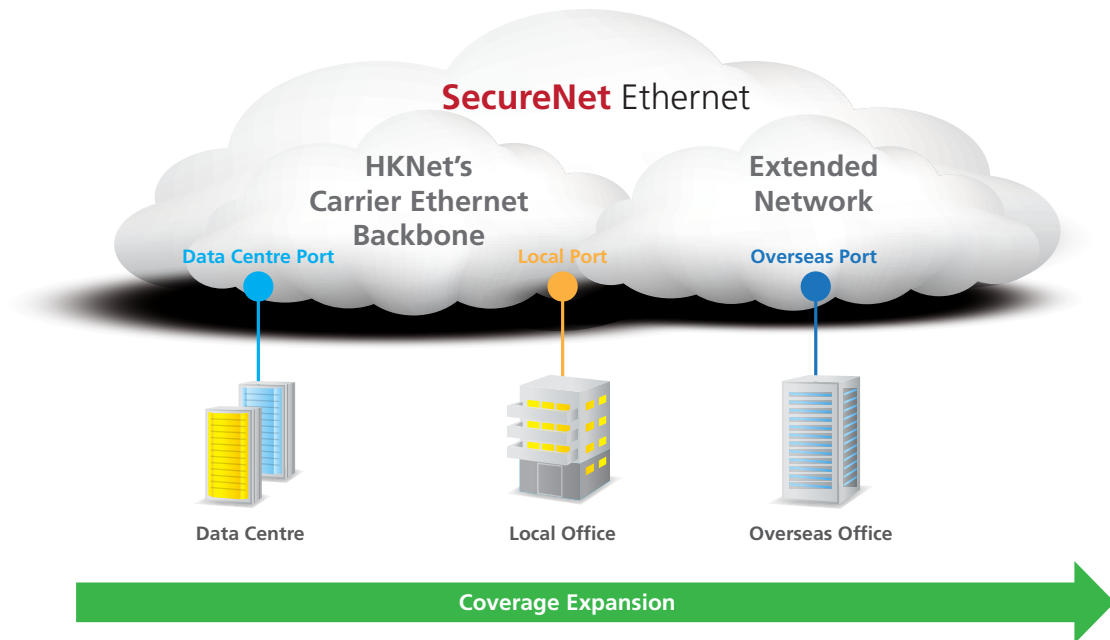 SecureNet Ethernet
HKNet's
Carrier Ethernet
Backbone
Extended
Network
Data Centre Port
Local Port
Overseas Port
Data Centre
Local Office
Overseas Office
Coverage Expansion